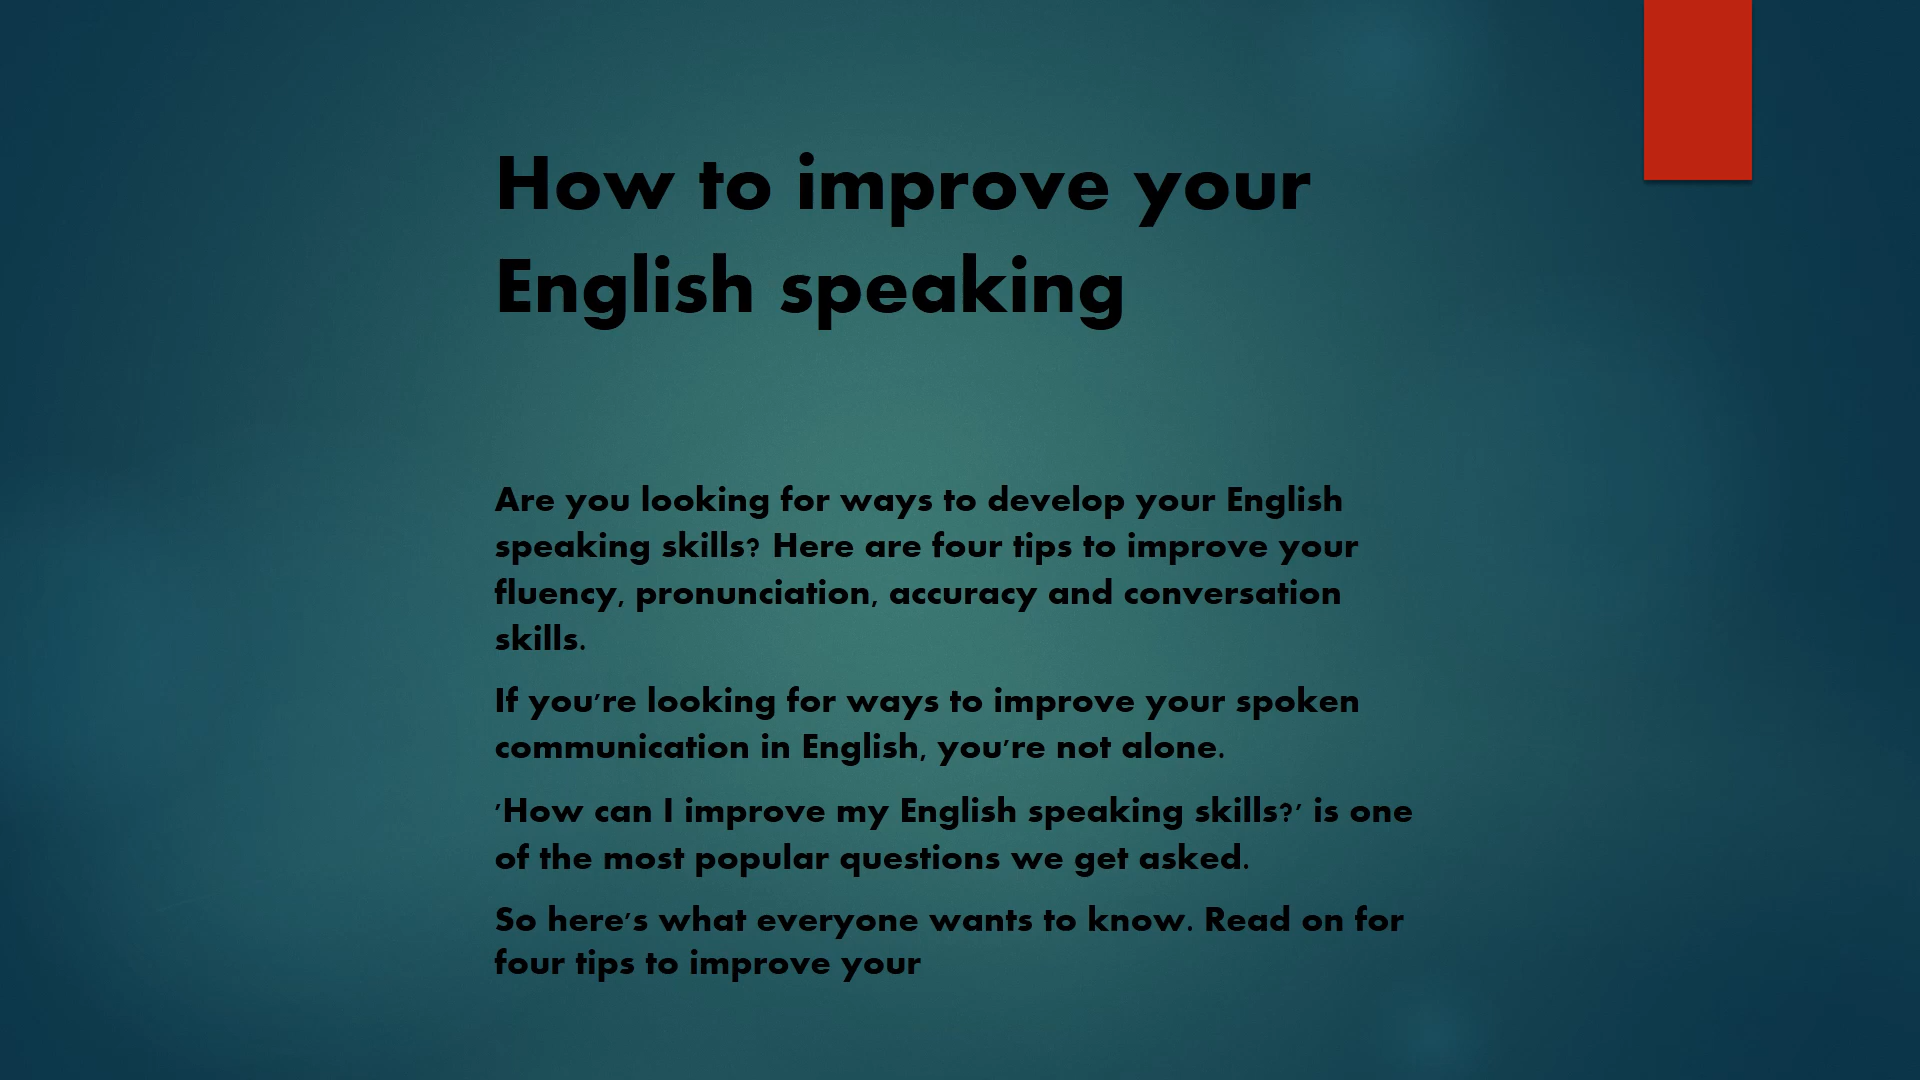 How to improve your
English speaking
Are you looking for ways to develop your English
speaking skills? Here are four tips to improve your
fluency, pronunciation, accuracy and conversation
skills.
If you’re looking for ways to improve your spoken
communication in English, you’re not alone.
‘How can I improve my English speaking skills?’ is one
of the most popular questions we get asked.
So here’s what everyone wants to know. Read on for
four tips to improve your